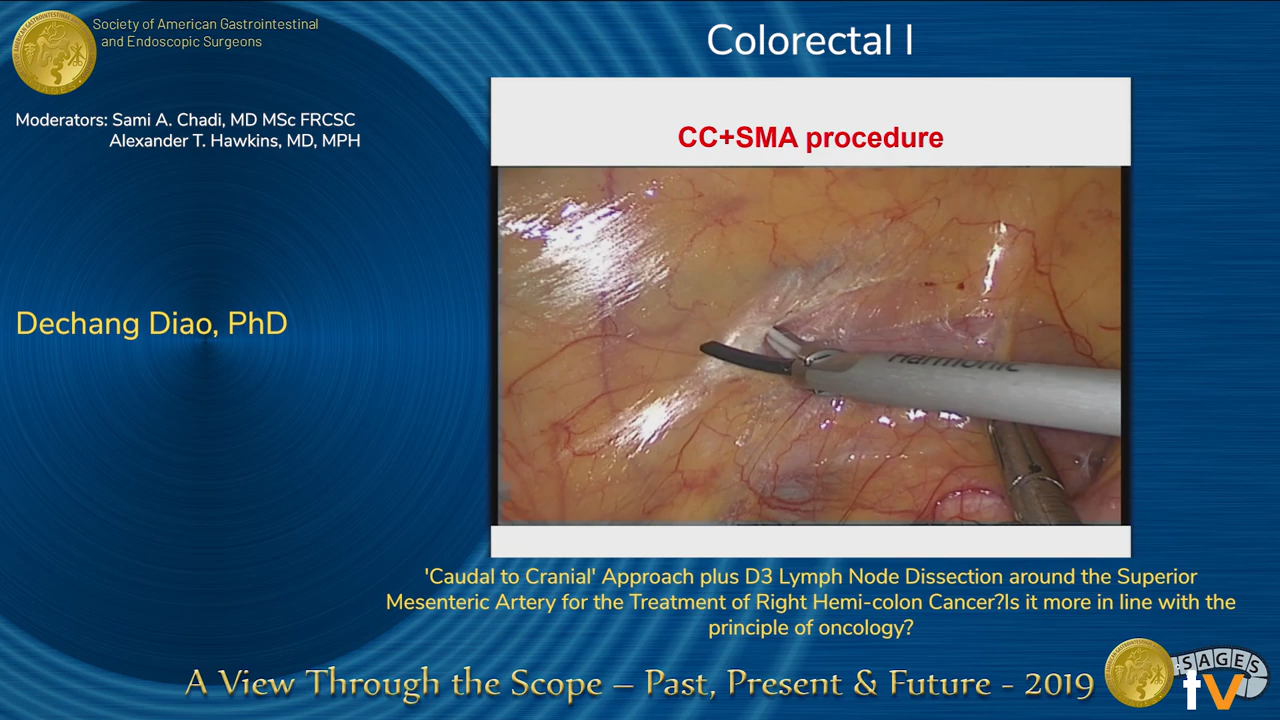 Society of American Gastrointestinal
and Endoscopic Surgeons
Moderators: Sami A. Chadi, MD MSc FRCSC
Alexander T. Hawkins, MD, MPH
Dechang Diao, PhD
Colorectal I
CC+SMA procedure
Harmonic
'Caudal to Cranial' Approach plus D3 Lymph Node Dissection around the Superior
Mesenteric Artery for the Treatment of Right Hemi-colon Cancer?Is it more in line with the
principle of oncology?
A View Through the Scope – Past, Present & Future - 2019
SAGES
tv